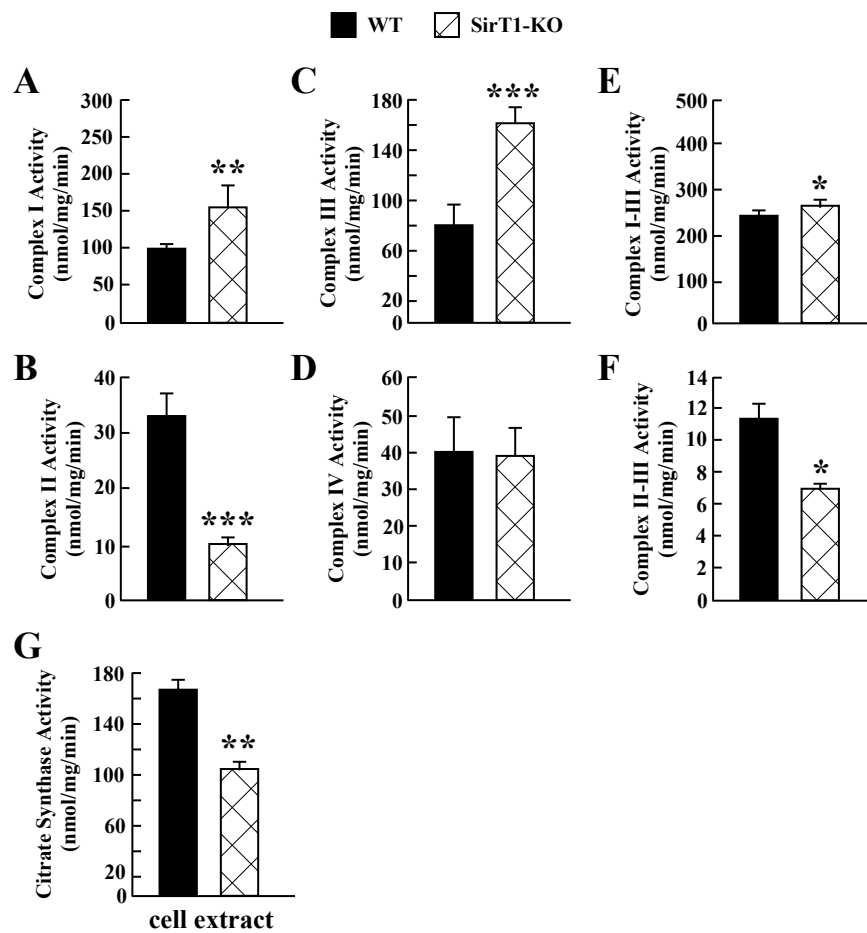 WT SirT1-KO
A
Complex I Activity
(nmol/mg/min)
300
250
200
150
100
50
0
**
C
Complex III Activity
(nmol/mg/min)
180
140
100
60
20
0
***
E
Complex I-III Activity
(nmol/mg/min)
500
400
300
200
100
0
*
B
Complex II Activity
(nmol/mg/min)
40
30
20
10
0
***
D
Complex IV Activity
(nmol/mg/min)
60
50
40
30
20
10
0
F
Complex II-III Activity
(nmol/mg/min)
14
12
10
8
6
4
2
0
*
G
Citrate Synthase Activity
(nmol/mg/min)
180
140
100
60
20
0
**
cell extract